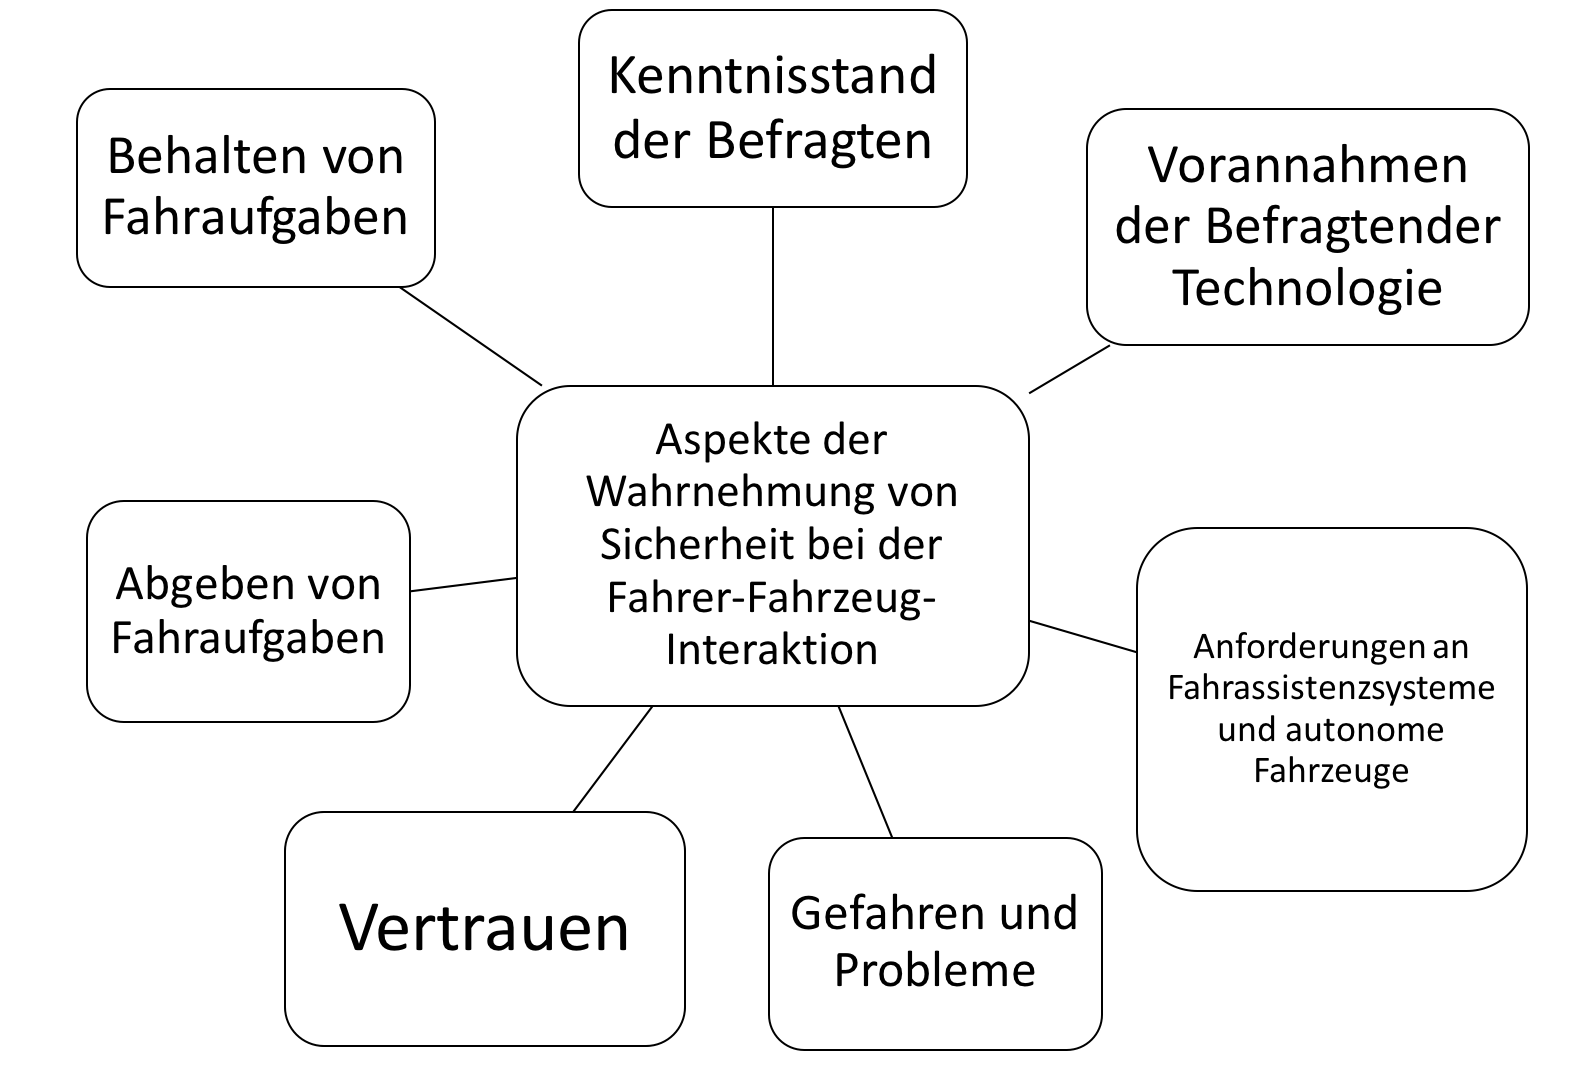 Kenntnisstand
der Befragten
Behalten von
Fahraufgaben
Vorannahmen
der Befragtender
Technologie
Aspekte der
Wahrnehmung von
Sicherheit bei der
Fahrer-Fahrzeug-
Interaktion
Abgeben von
Fahraufgaben
Anforderungen an
Fahrassistenzsysteme
und autonome
Fahrzeuge
Vertrauen
Gefahren und
Probleme